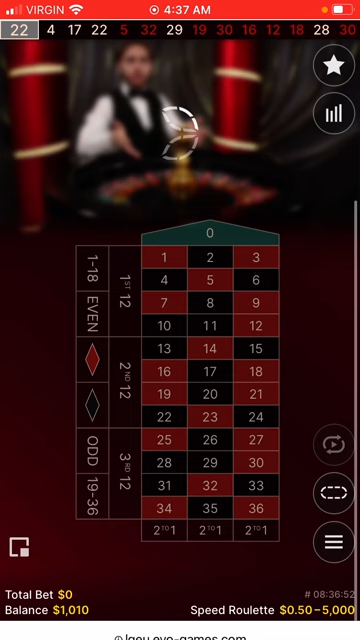 VIRGIN 4:37 AM
22 4 17 22 5 32 29 19 30 16 12 18 28 30
0
1-18 1ST 12 1 2 3
4 5 6
EVEN 7 8 9
10 11 12
2ND 12 13 14 15
16 17 18
19 20 21
22 23 24
ODD 3RD 12 25 26 27
28 29 30
19-36 31 32 33
34 35 36
2TO1 2TO1 2TO1
Total Bet $0 # 08:36:52
Balance $1,010 Speed Roulette $0.50 – 5,000
lgeu.evo-games.com